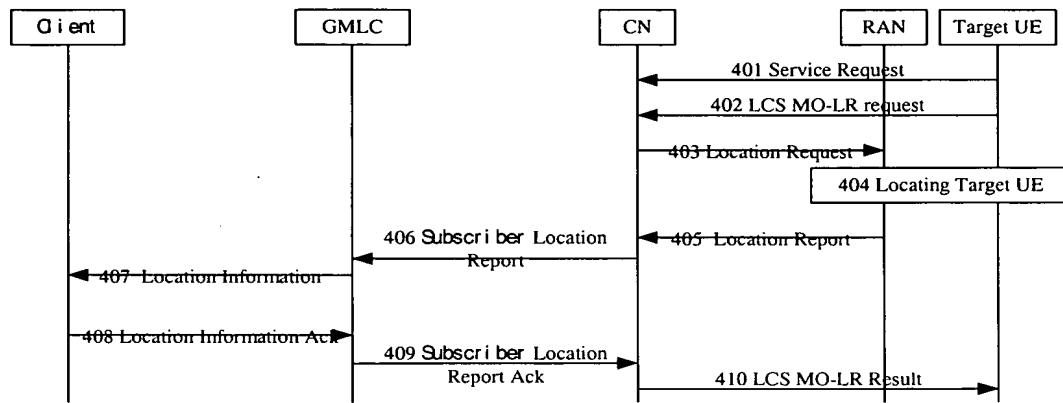 Client GMLC CN RAN Target UE
401 Service Request
402 LCS MO-LR request
403 Location Request
404 Locating Target UE
405 Location Report
406 Subscriber Location
Report
407 Location Information
408 Location Information Ack
409 Subscriber Location
Report Ack
410 LCS MO-LR Result